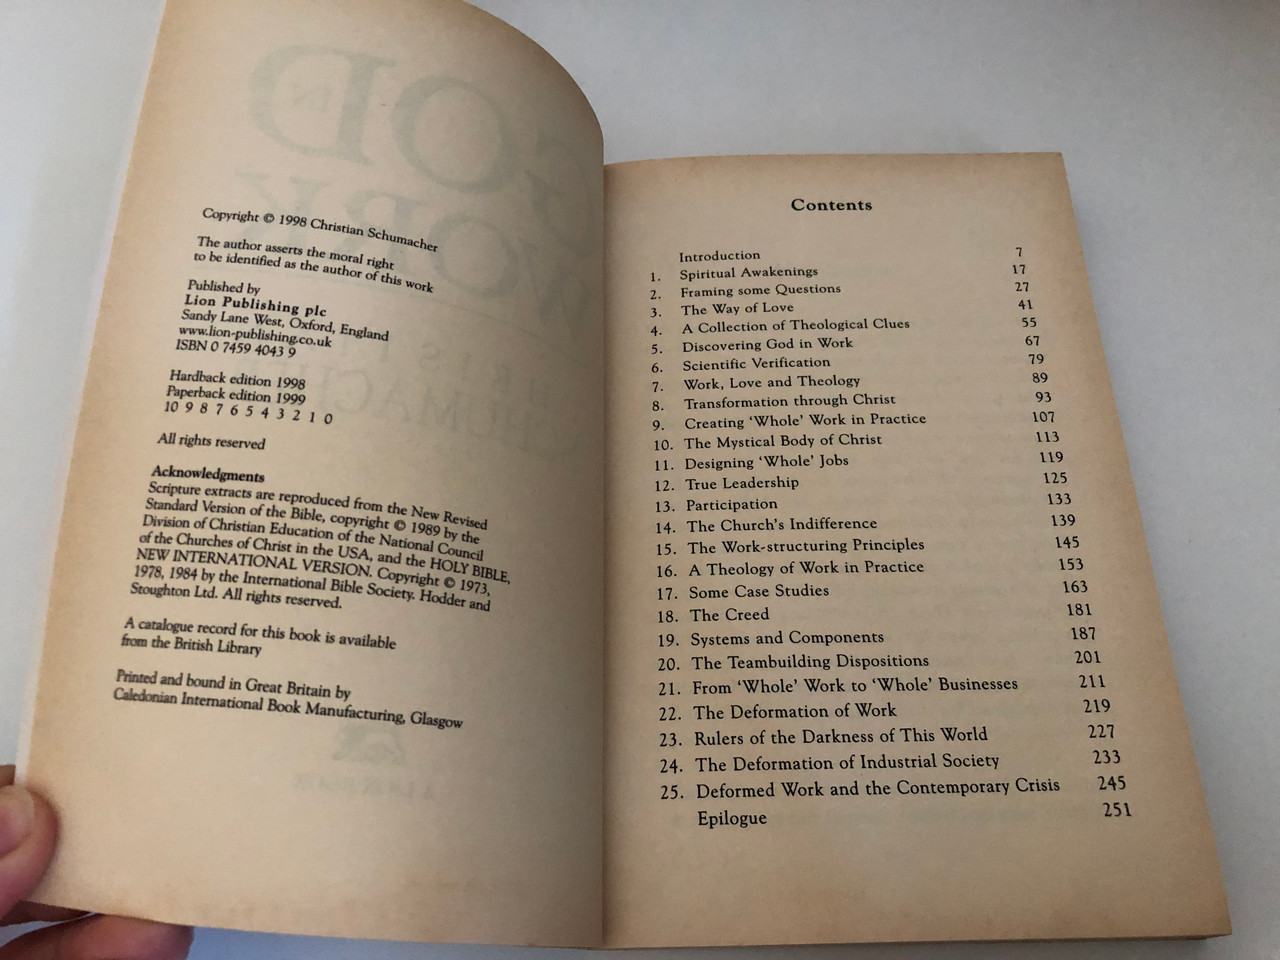 Copyright © 1998 Christian Schumacher
The author asserts the moral right
to be identified as the author of this work
Published by
Lion Publishing plc
Sandy Lane West, Oxford, England
www.lion-publishing.co.uk
ISBN 0 7459 4043 9
Hardback edition 1998
Paperback edition 1999
10 9 8 7 6 5 4 3 2 1 0
All rights reserved
Acknowledgments
Scripture extracts are reproduced from the New Revised
Standard Version of the Bible, copyright © 1989 by the
Division of Christian Education of the National Council
of the Churches of Christ in the USA, and the HOLY BIBLE,
NEW INTERNATIONAL VERSION. Copyright © 1973,
1978, 1984 by the International Bible Society. Hodder and
Stoughton Ltd. All rights reserved.
A catalogue record for this book is available
from the British Library
Printed and bound in Great Britain by
Caledonian International Book Manufacturing, Glasgow
Contents
Introduction 7
1. Spiritual Awakenings 17
2. Framing some Questions 27
3. The Way of Love 41
4. A Collection of Theological Clues 55
5. Discovering God in Work 67
6. Scientific Verification 79
7. Work, Love and Theology 89
8. Transformation through Christ 93
9. Creating ‘Whole’ Work in Practice 107
10. The Mystical Body of Christ 113
11. Designing ‘Whole’ Jobs 119
12. True Leadership 125
13. Participation 133
14. The Church's Indifference 139
15. The Work-structuring Principles 145
16. A Theology of Work in Practice 153
17. Some Case Studies 163
18. The Creed 181
19. Systems and Components 187
20. The Teambuilding Dispositions 201
21. From ‘Whole’ Work to ‘Whole’ Businesses 211
22. The Deformation of Work 219
23. Rulers of the Darkness of This World 227
24. The Deformation of Industrial Society 233
25. Deformed Work and the Contemporary Crisis 245
Epilogue 251